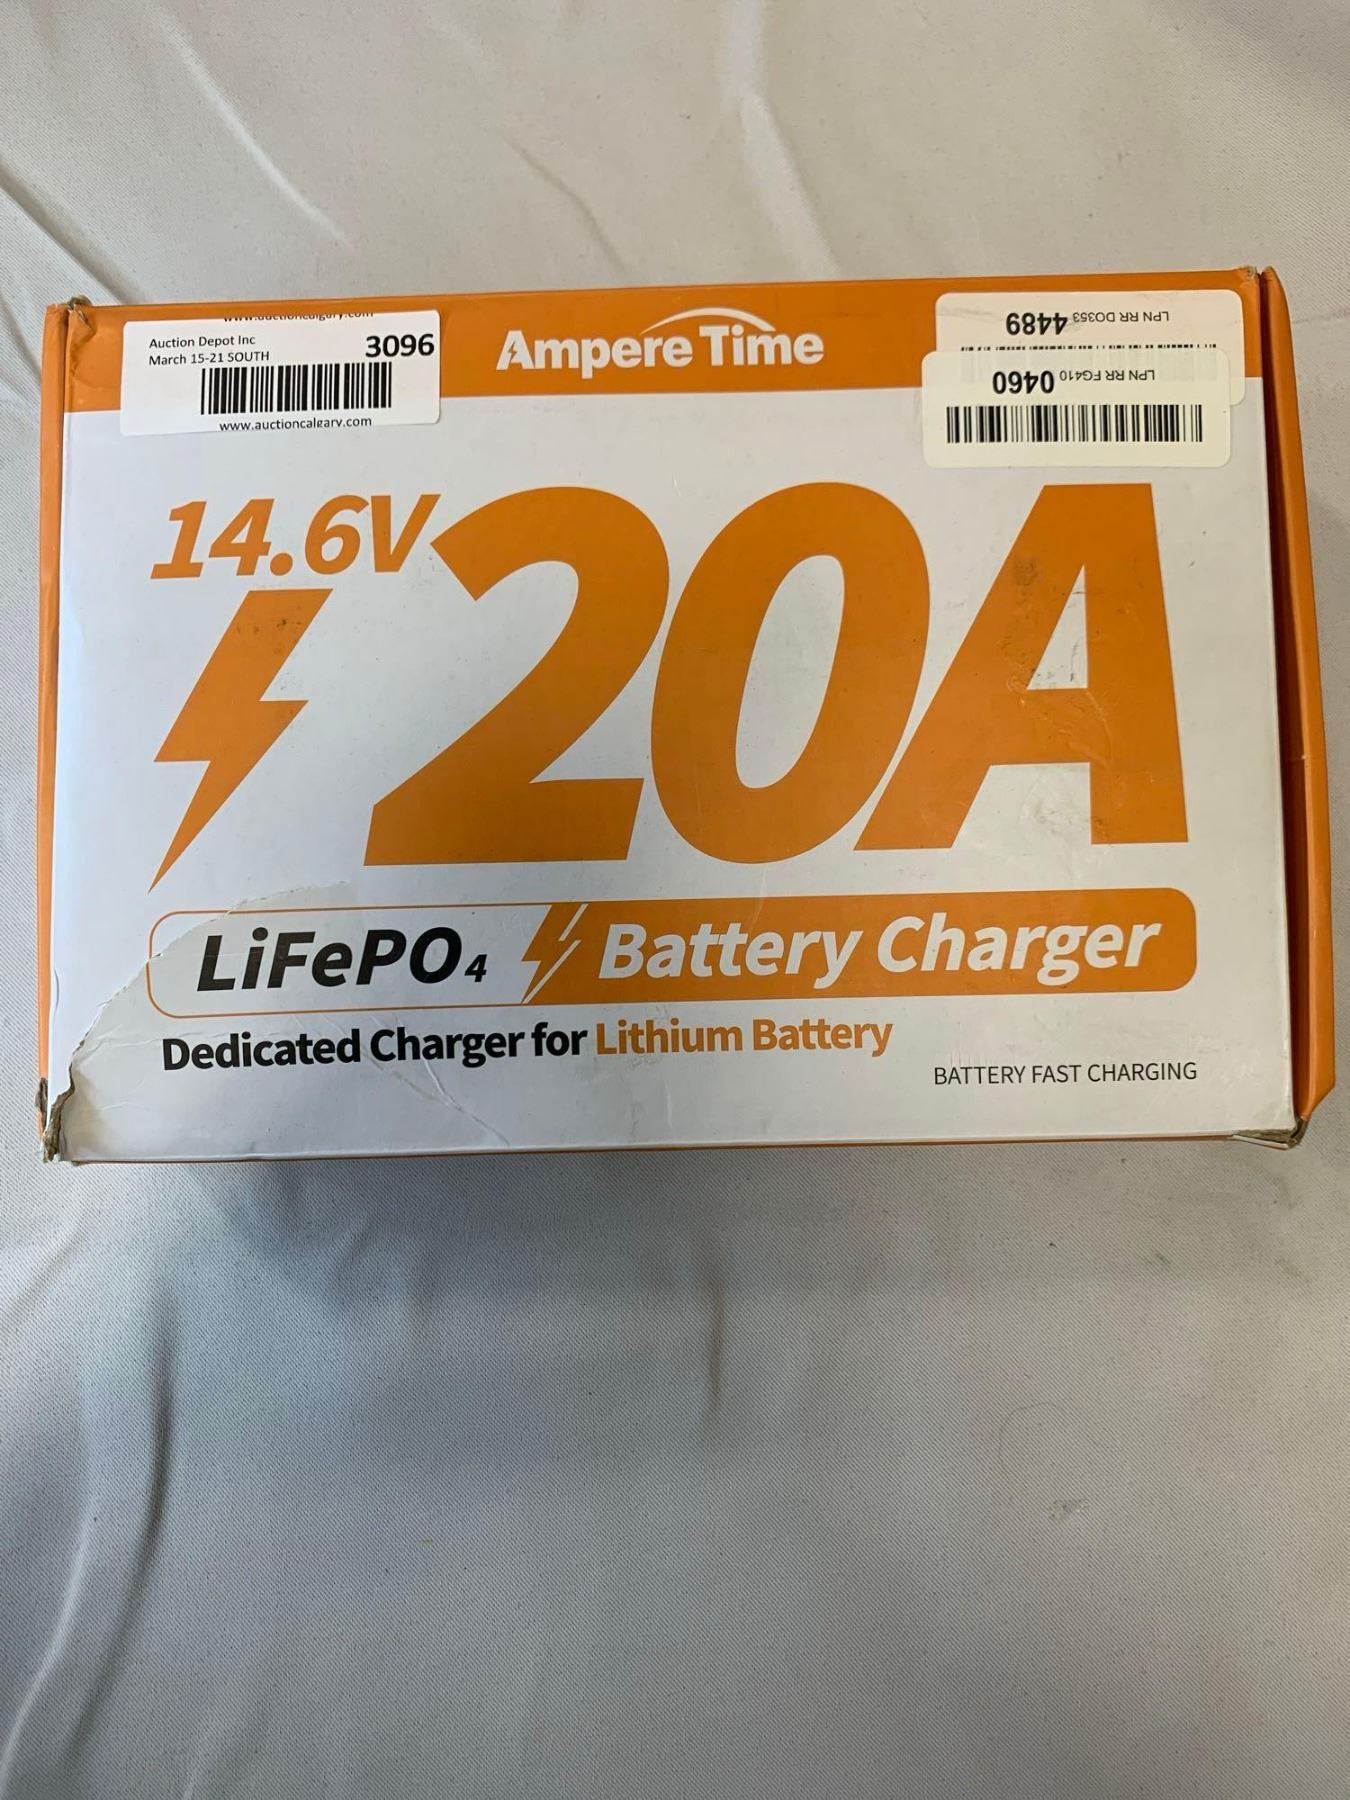 www.auctioncalgary.com
Auction Depot Inc
March 15-21 SOUTH
3096
www.auctioncalgary.com
Ampere Time
LPN RR DO353 4489
LPN RR FG410 0460
14.6V
20A
LiFePO4 Battery Charger
Dedicated Charger for Lithium Battery
BATTERY FAST CHARGING